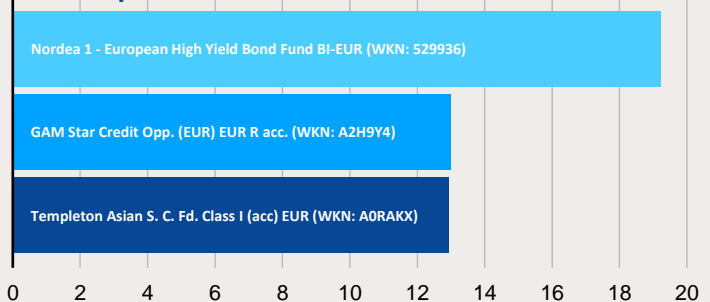 Nordea 1 - European High Yield Bond Fund BI-EUR (WKN: 529936)
GAM Star Credit Opp. (EUR) EUR R acc. (WKN: A2H9Y4)
Templeton Asian S. C. Fd. Class I (acc) EUR (WKN: A0RAKX)
0 2 4 6 8 10 12 14 16 18 20